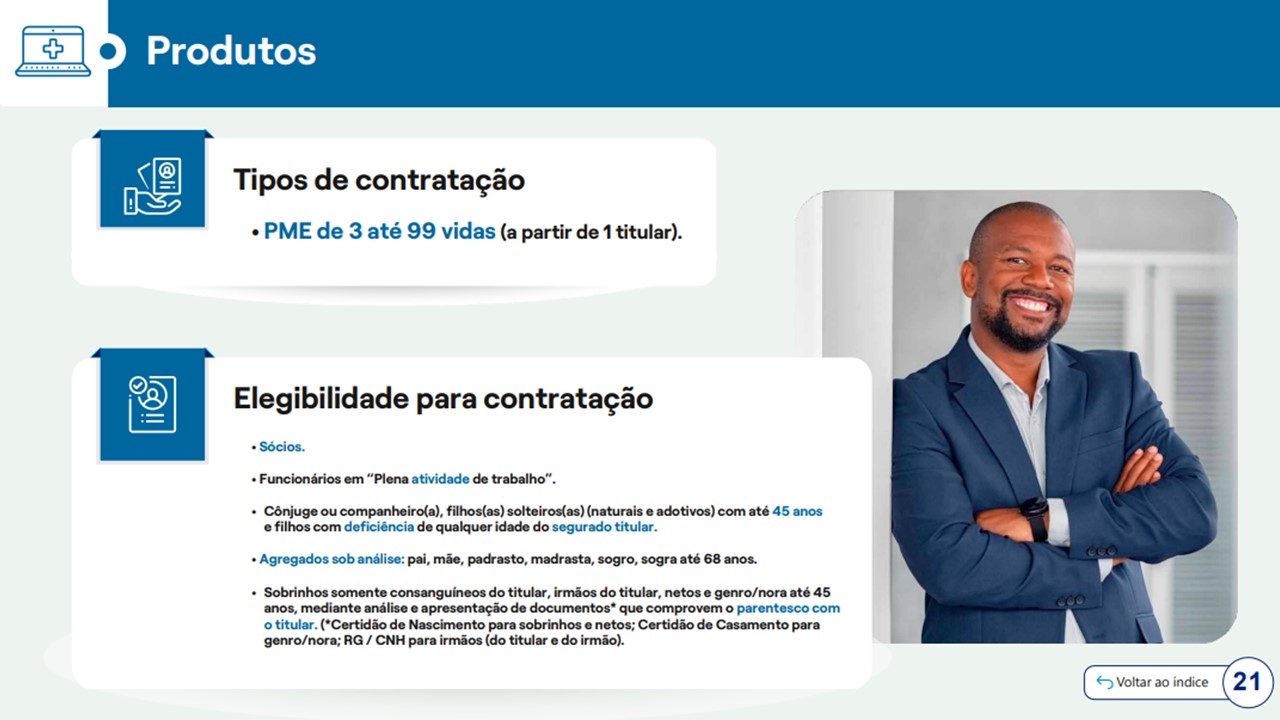 Produtos
Tipos de contratação
• PME de 3 até 99 vidas (a partir de 1 titular).
Elegibilidade para contratação
• Sócios.
• Funcionários em “Plena atividade de trabalho”.
• Cônjuge ou companheiro(a), filhos(as) solteiros(as) (naturais e adotivos) com até 45 anos
e filhos com deficiência de qualquer idade do segurado titular.
• Agregados sob análise: pai, mãe, padrasto, madrasta, sogro, sogra até 68 anos.
• Sobrinhos somente consanguíneos do titular, irmãos do titular, netos e genro/nora até 45
anos, mediante análise e apresentação de documentos* que comprovem o parentesco com
o titular. (*Certidão de Nascimento para sobrinhos e netos; Certidão de Casamento para
genro/nora; RG / CNH para irmãos (do titular e do irmão).
Voltar ao índice
21